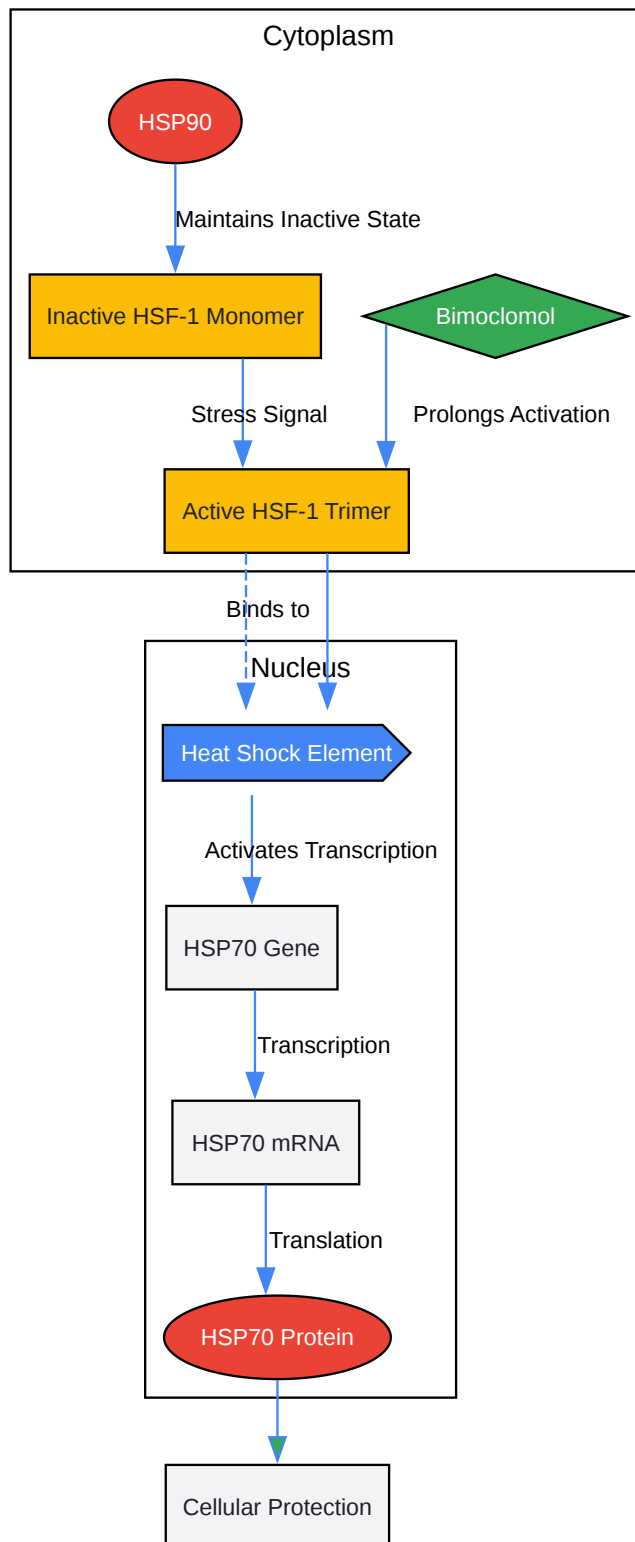 Cytoplasm
HSP90
Maintains Inactive State
Inactive HSF-1 Monomer
Bimoclomol
Stress Signal
Prolongs Activation
Active HSF-1 Trimer
Binds to
Nucleus
Heat Shock Element
Activates Transcription
HSP70 Gene
Transcription
HSP70 mRNA
Translation
HSP70 Protein
Cellular Protection